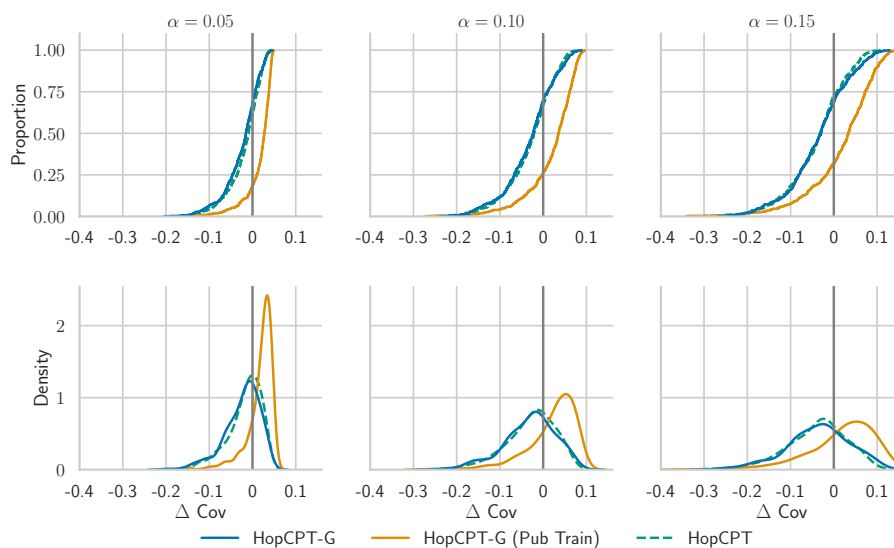 α = 0.05
α = 0.10
α = 0.15
Proportion
1.00
0.75
0.50
0.25
0.00
-0.4 -0.3 -0.2 -0.1 0 0.1
-0.4 -0.3 -0.2 -0.1 0 0.1
-0.4 -0.3 -0.2 -0.1 0 0.1
Density
2
1
0
-0.4 -0.3 -0.2 -0.1 0 0.1
-0.4 -0.3 -0.2 -0.1 0 0.1
-0.4 -0.3 -0.2 -0.1 0 0.1
Δ Cov
Δ Cov
Δ Cov
HopCPT-G HopCPT-G (Pub Train) HopCPT